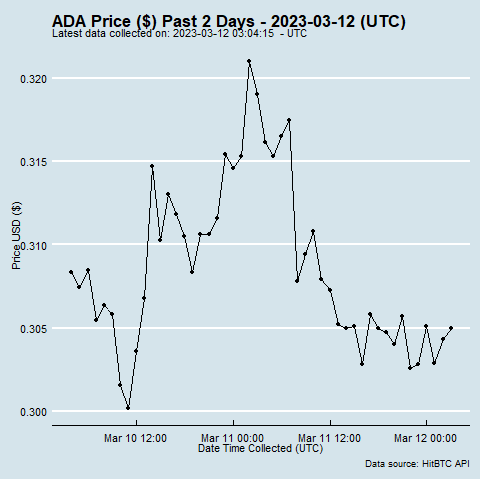 ADA Price ($) Past 2 Days - 2023-03-12 (UTC)
Latest data collected on: 2023-03-12 03:04:15  - UTC
0.320
0.315
0.310
0.305
0.300
Price USD ($)
Mar 10 12:00 Mar 11 00:00 Mar 11 12:00 Mar 12 00:00
Date Time Collected (UTC)
Data source: HitBTC API